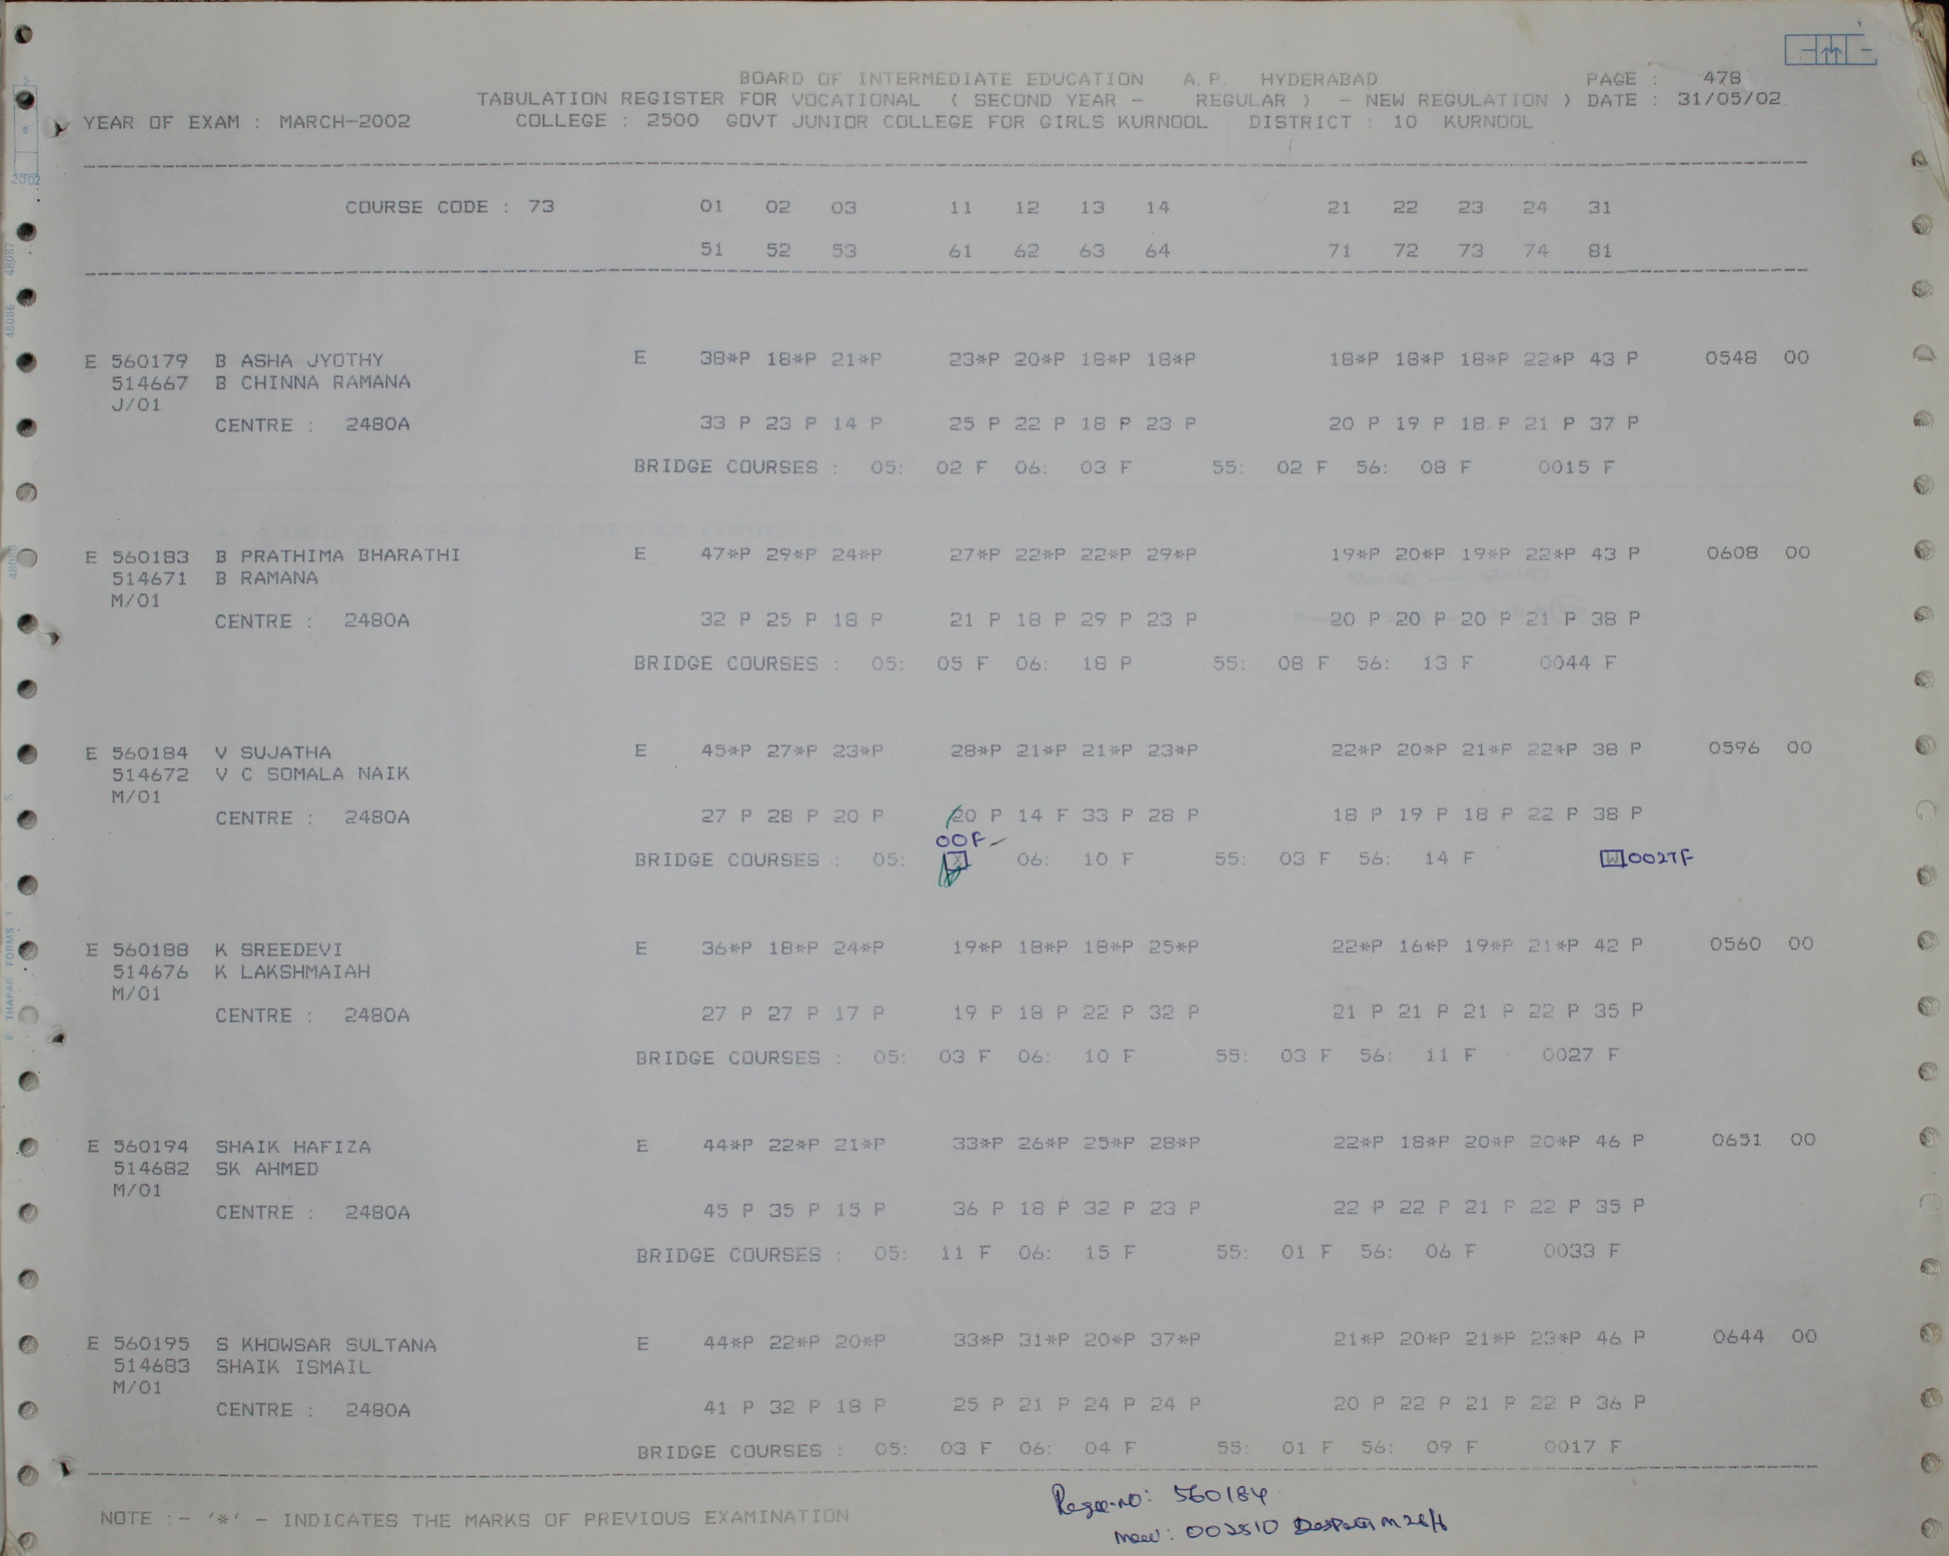 BOARD OF INTERMEDIATE EDUCATION A.P. HYDERABAD PAGE : 478
TABULATION REGISTER FOR VOCATIONAL ( SECOND YEAR - REGULAR ) - NEW REGULATION ) DATE : 31/05/02
YEAR OF EXAM : MARCH-2002 COLLEGE : 2500 GOVT JUNIOR COLLEGE FOR GIRLS KURNOOL DISTRICT : 10 KURNOOL
COURSE CODE : 73 01 02 03 11 12 13 14 21 22 23 24 31
51 52 53 61 62 63 64 71 72 73 74 81
E 560179 B ASHA JYOTHY E 38*P 18*P 21*P 23*P 20*P 18*P 18*P 18*P 18*P 18*P 22*P 43 P 0548 00
514667 B CHINNA RAMANA
J/01
CENTRE : 2480A 33 P 23 P 14 P 25 P 22 P 18 P 23 P 20 P 19 P 18 P 21 P 37 P
BRIDGE COURSES : 05: 02 F 06: 03 F 55: 02 F 56: 08 F 0015 F
E 560183 B PRATHIMA BHARATHI E 47*P 29*P 24*P 27*P 22*P 22*P 29*P 19*P 20*P 19*P 22*P 43 P 0608 00
514671 B RAMANA
M/01
CENTRE : 2480A 32 P 25 P 18 P 21 P 18 P 29 P 23 P 20 P 20 P 20 P 21 P 38 P
BRIDGE COURSES : 05: 05 F 06: 18 P 55: 08 F 56: 13 F 0044 F
E 560184 V SUJATHA E 45*P 27*P 23*P 28*P 21*P 21*P 23*P 22*P 20*P 21*P 22*P 38 P 0596 00
514672 V C SOMALA NAIK
M/01
CENTRE : 2480A 27 P 28 P 20 P 20 P 14 F 33 P 28 P 18 P 19 P 18 P 22 P 38 P
00F
BRIDGE COURSES : 05: X 06: 10 F 55: 03 F 56: 14 F W 0027F
E 560188 K SREEDEVI E 36*P 18*P 24*P 19*P 18*P 18*P 25*P 22*P 16*P 19*P 21*P 42 P 0560 00
514676 K LAKSHMAIAH
M/01
CENTRE : 2480A 27 P 27 P 17 P 19 P 18 P 22 P 32 P 21 P 21 P 21 P 22 P 35 P
BRIDGE COURSES : 05: 03 F 06: 10 F 55: 03 F 56: 11 F 0027 F
E 560194 SHAIK HAFIZA E 44*P 22*P 21*P 33*P 26*P 25*P 28*P 22*P 18*P 20*P 20*P 46 P 0651 00
514682 SK AHMED
M/01
CENTRE : 2480A 45 P 35 P 15 P 36 P 18 P 32 P 23 P 22 P 22 P 21 P 22 P 35 P
BRIDGE COURSES : 05: 11 F 06: 15 F 55: 01 F 56: 06 F 0033 F
E 560195 S KHOWSAR SULTANA E 44*P 22*P 20*P 33*P 31*P 20*P 37*P 21*P 20*P 21*P 23*P 46 P 0644 00
514683 SHAIK ISMAIL
M/01
CENTRE : 2480A 41 P 32 P 18 P 25 P 21 P 24 P 24 P 20 P 22 P 21 P 22 P 36 P
BRIDGE COURSES : 05: 03 F 06: 04 F 55: 01 F 56: 09 F 0017 F
NOTE :- '*' - INDICATES THE MARKS OF PREVIOUS EXAMINATION
560184
002510